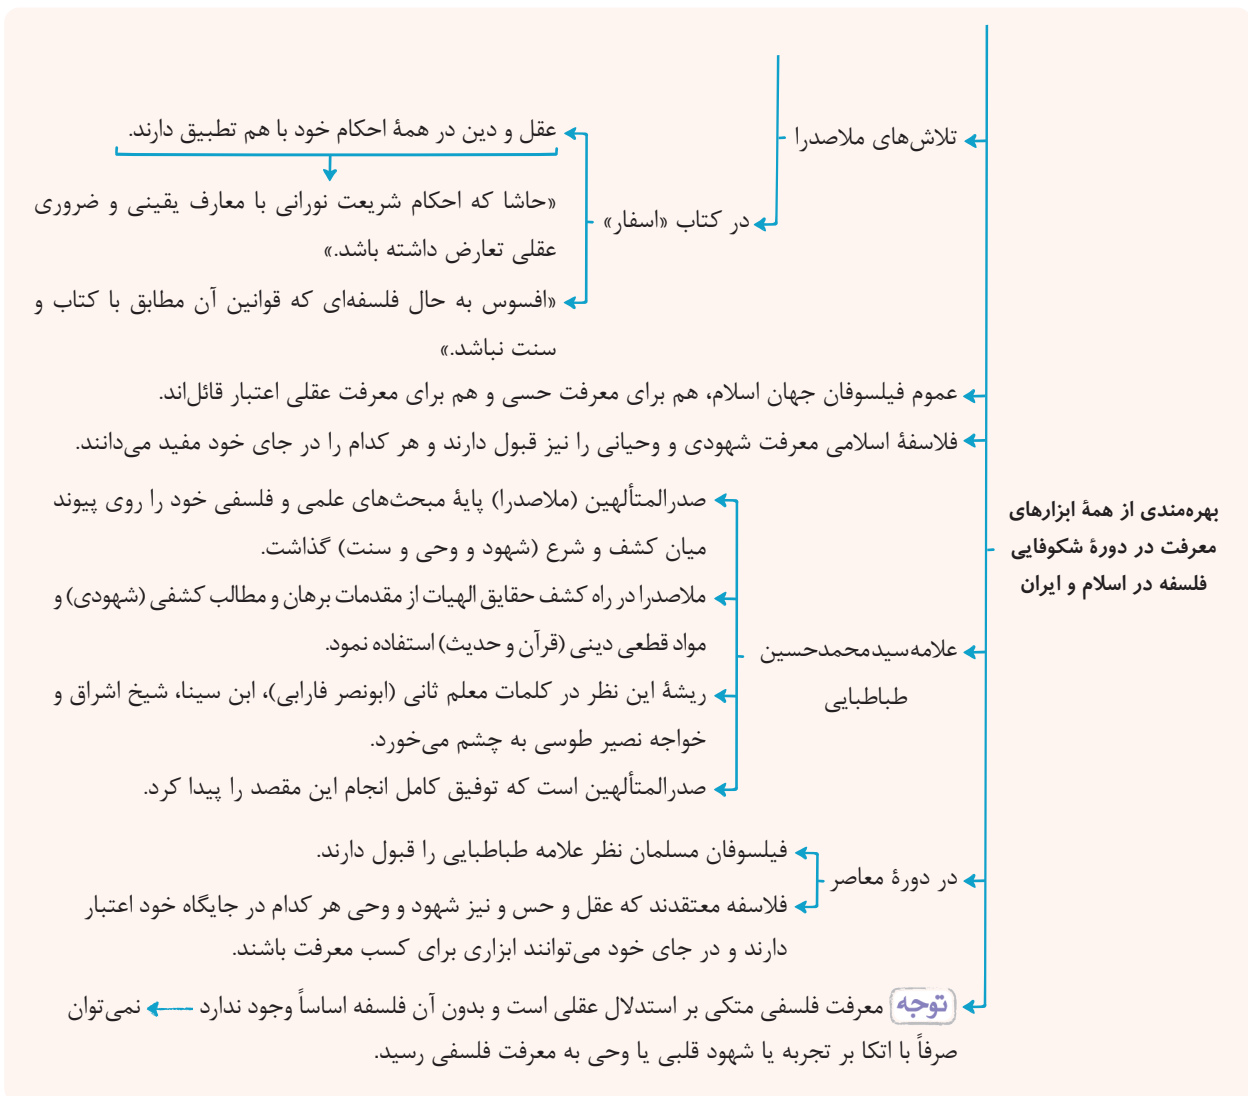 بهره‌مندی از همهٔ ابزارهای
معرفت در دورهٔ شکوفایی
فلسفه در اسلام و ایران
تلاش‌های ملاصدرا
در کتاب «اسفار»
عقل و دین در همهٔ احکام خود با هم تطبیق دارند.
«حاشا که احکام شریعت نورانی با معارف یقینی و ضروری
عقلی تعارض داشته باشد.»
«افسوس به حال فلسفه‌ای که قوانین آن مطابق با کتاب و
سنت نباشد.»
عموم فیلسوفان جهان اسلام، هم برای معرفت حسی و هم برای معرفت عقلی اعتبار قائل‌اند.
فلاسفهٔ اسلامی معرفت شهودی و وحیانی را نیز قبول دارند و هر کدام را در جای خود مفید می‌دانند.
علامه سیدمحمدحسین
طباطبایی
صدرالمتألهین (ملاصدرا) پایهٔ مبحث‌های علمی و فلسفی خود را روی پیوند
میان کشف و شرع (شهود و وحی و سنت) گذاشت.
ملاصدرا در راه کشف حقایق الهیات از مقدمات برهان و مطالب کشفی (شهودی) و
مواد قطعی دینی (قرآن و حدیث) استفاده نمود.
ریشهٔ این نظر در کلمات معلم ثانی (ابونصر فارابی)، ابن سینا، شیخ اشراق و
خواجه نصیر طوسی به چشم می‌خورد.
صدرالمتألهین است که توفیق کامل انجام این مقصد را پیدا کرد.
در دورهٔ معاصر
فیلسوفان مسلمان نظر علامه طباطبایی را قبول دارند.
فلاسفه معتقدند که عقل و حس و نیز شهود و وحی هر کدام در جایگاه خود اعتبار
دارند و در جای خود می‌توانند ابزاری برای کسب معرفت باشند.
توجه معرفت فلسفی متکی بر استدلال عقلی است و بدون آن فلسفه اساساً وجود ندارد ← نمی‌توان
صرفاً با اتکا بر تجربه یا شهود قلبی یا وحی به معرفت فلسفی رسید.